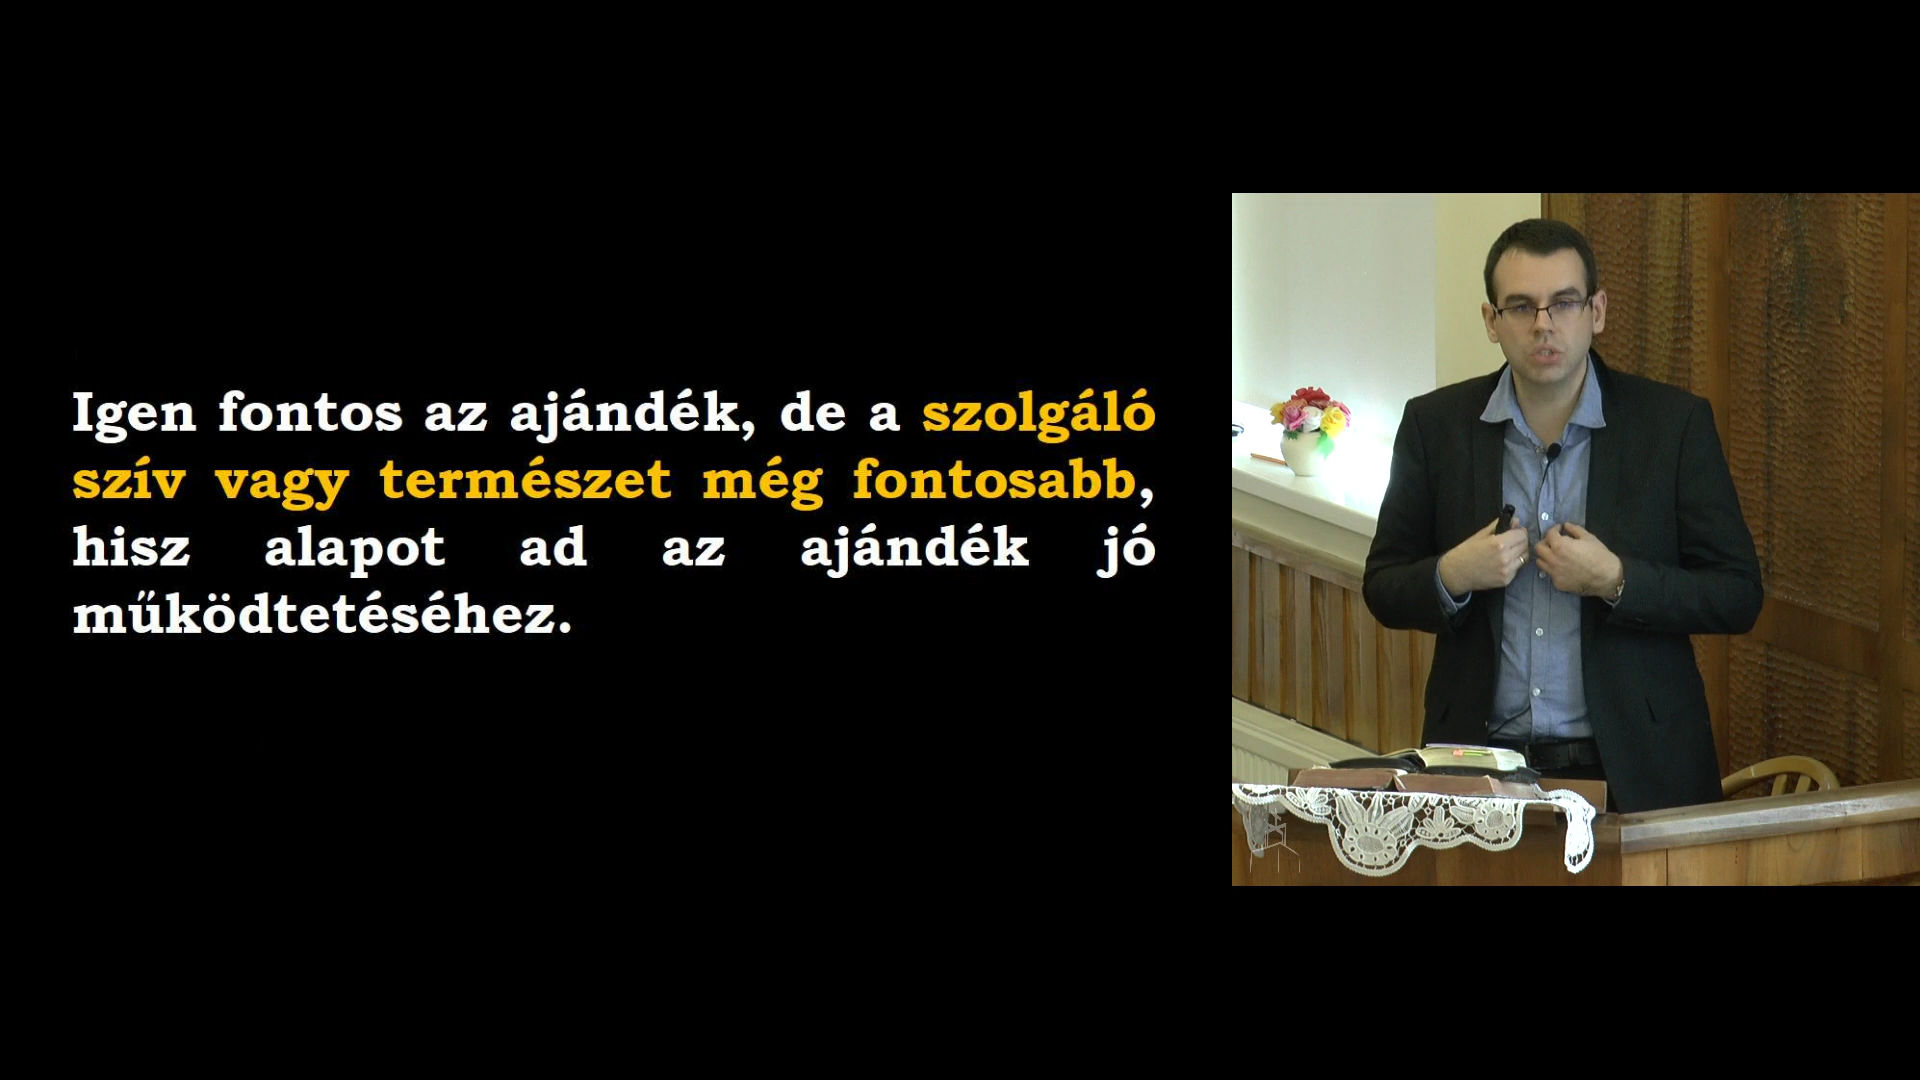 Igen fontos az ajándék, de a szolgáló
szív vagy természet még fontosabb,
hisz alapot ad az ajándék jó
működtetéséhez.